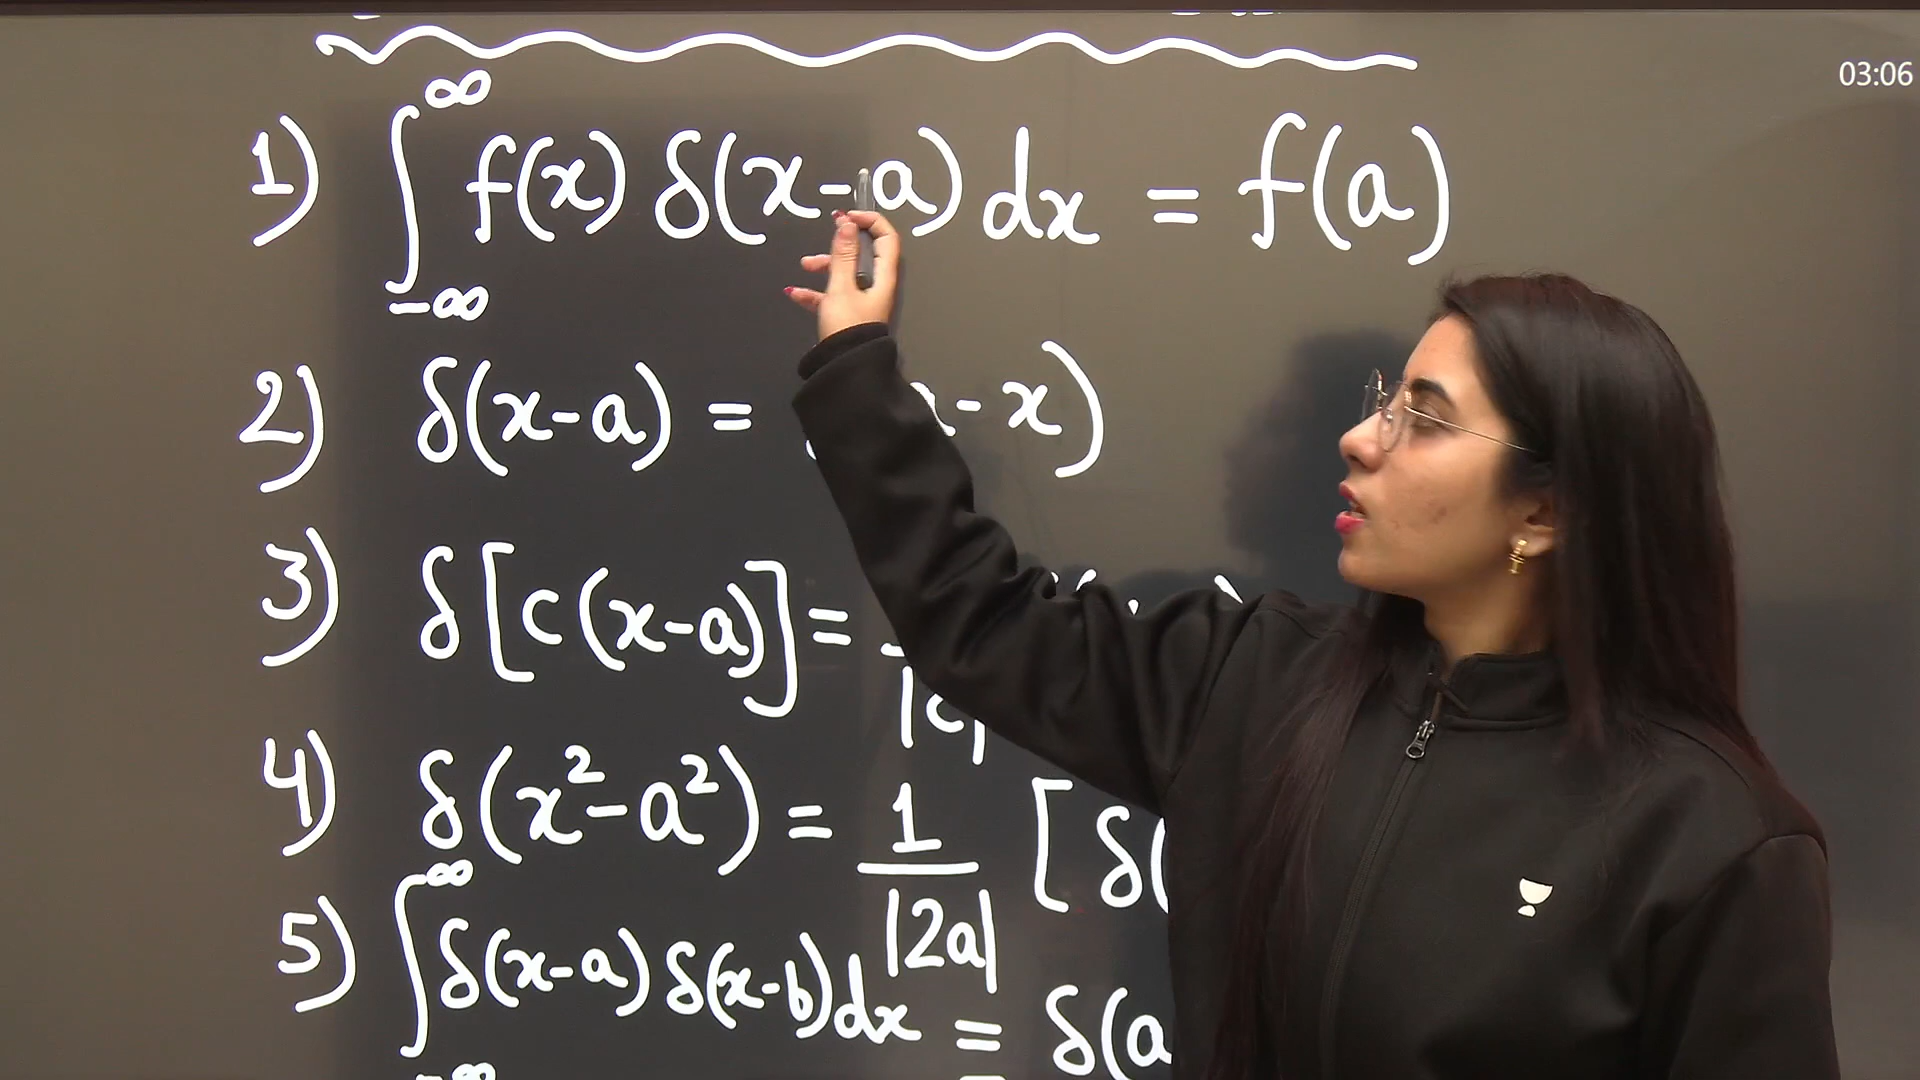 03:06
1) ∫_{-∞}^{∞} f(x) δ(x-a) dx = f(a)
2) δ(x-a) = a-x)
3) δ[c(x-a)] = |c|
4) δ(x²-a²) = 1/|2a| [δ(
5) ∫_{-∞}^{∞} δ(x-a) δ(x-b) dx = δ(a